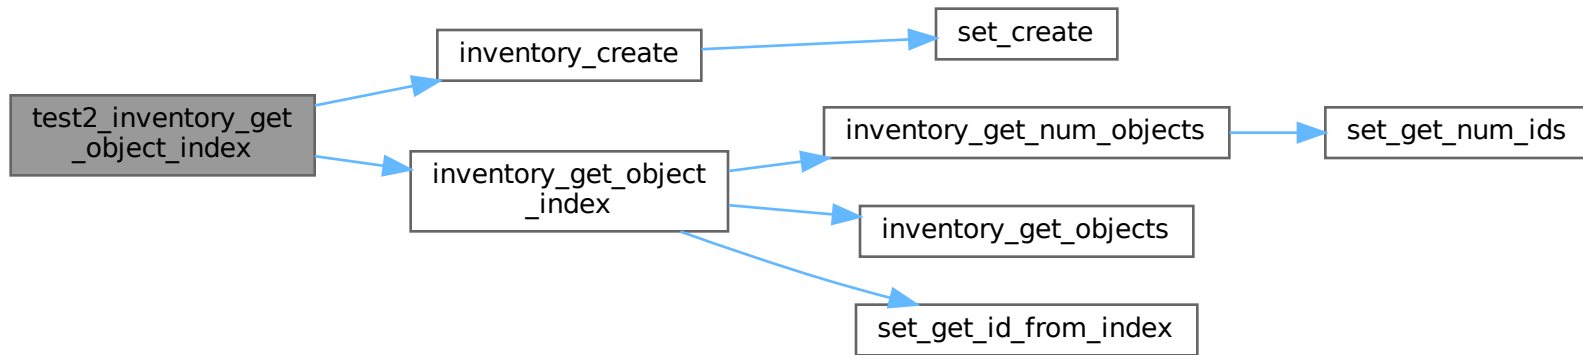 test2_inventory_get
_object_index
inventory_create
set_create
inventory_get_object
_index
inventory_get_num_objects
set_get_num_ids
inventory_get_objects
set_get_id_from_index